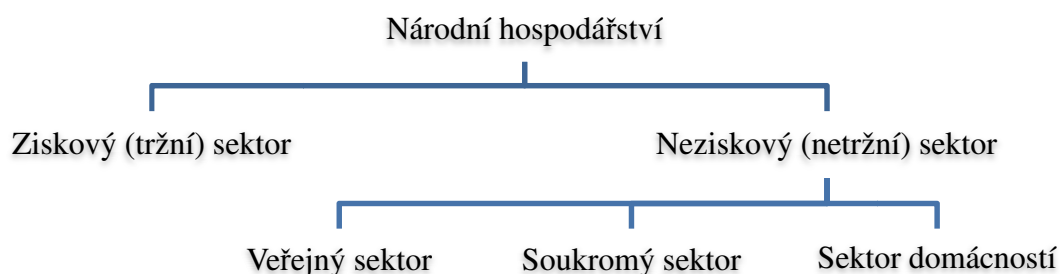 Národní hospodářství
Ziskový (tržní) sektor
Neziskový (netržní) sektor
Veřejný sektor
Soukromý sektor
Sektor domácností